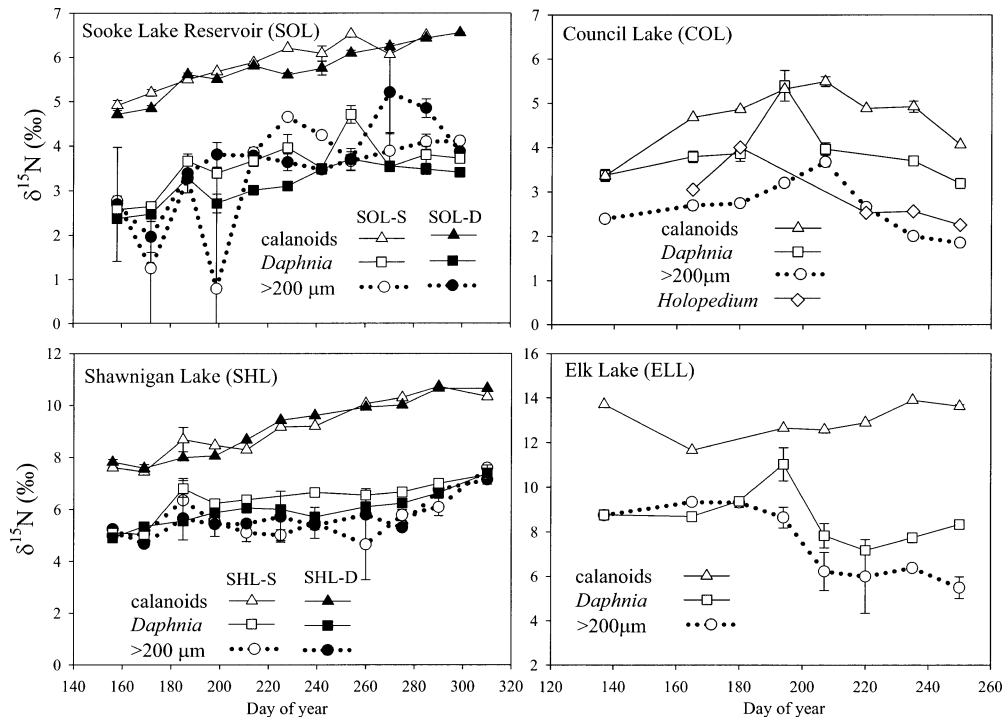 Sooke Lake Reservoir (SOL)
7
6
5
4
3
2
1
0
δ¹⁵N (‰)
SOL-S SOL-D
calanoids
Daphnia
>200 µm
Council Lake (COL)
7
6
5
4
3
2
1
0
calanoids
Daphnia
>200µm
Holopedium
Shawnigan Lake (SHL)
12
10
8
6
4
2
0
δ¹⁵N (‰)
SHL-S SHL-D
calanoids
Daphnia
>200 µm
140 160 180 200 220 240 260 280 300 320
Day of year
Elk Lake (ELL)
16
14
12
10
8
6
4
2
calanoids
Daphnia
>200µm
120 140 160 180 200 220 240 260
Day of year